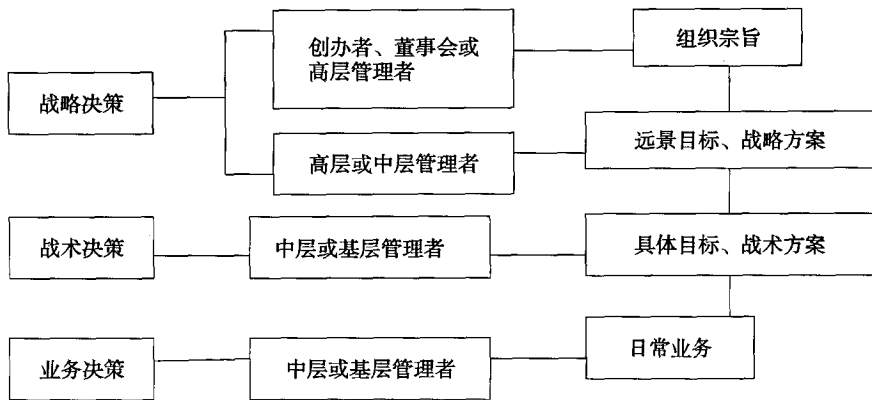 创办者、董事会或
高层管理者
组织宗旨
战略决策
高层或中层管理者
远景目标、战略方案
战术决策
中层或基层管理者
具体目标、战术方案
业务决策
中层或基层管理者
日常业务